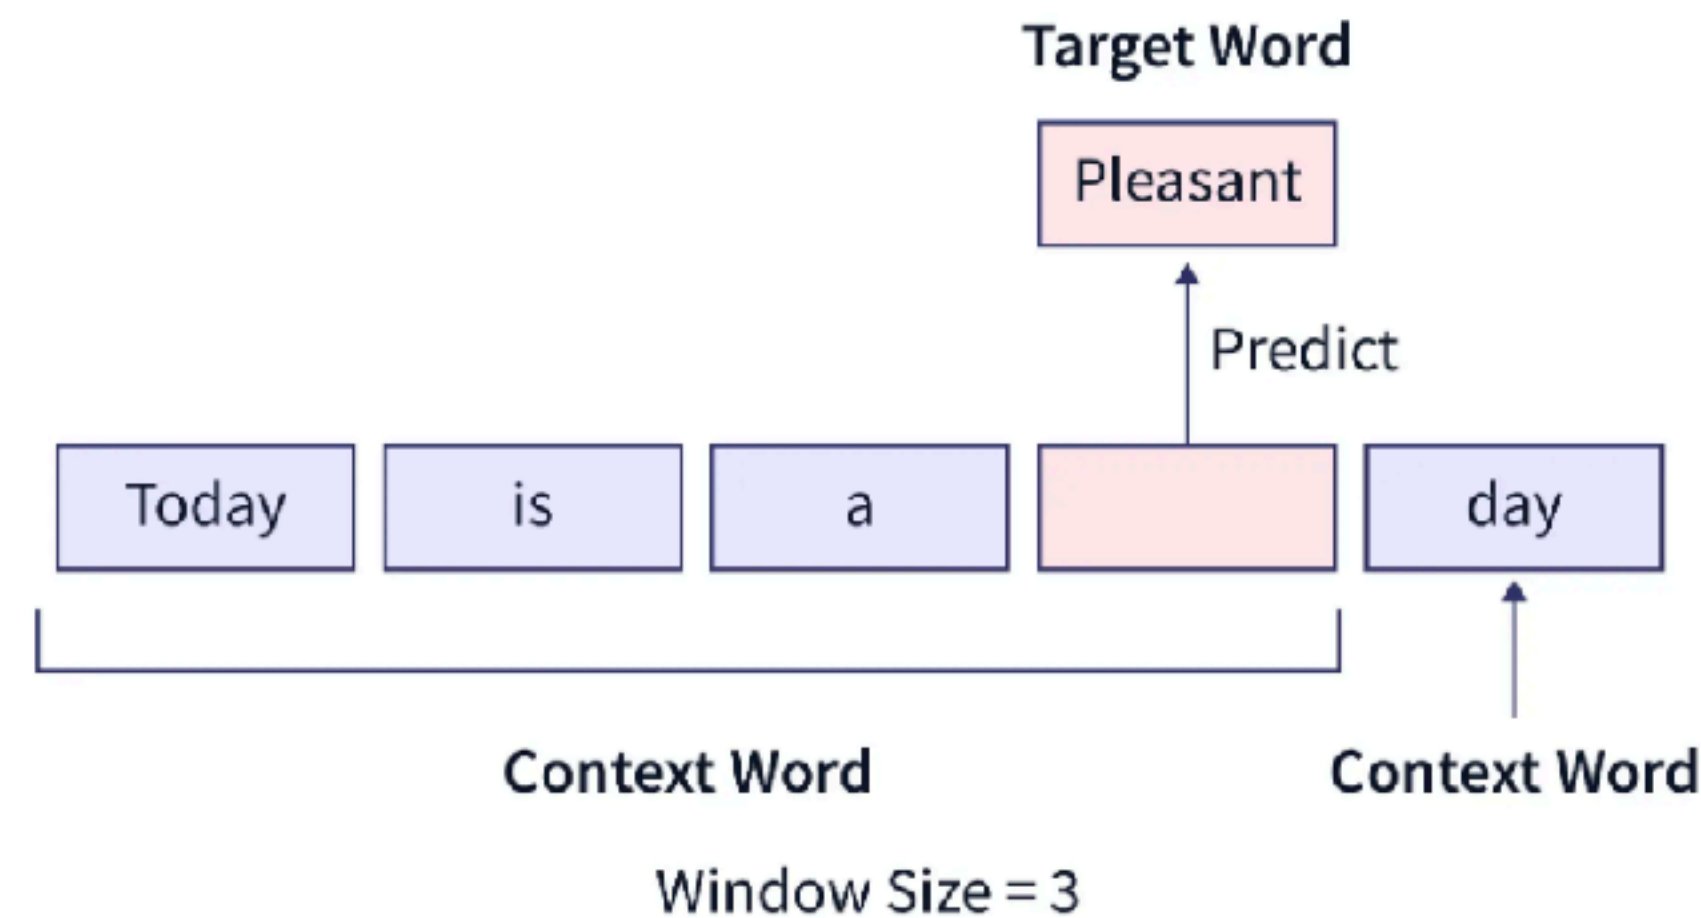 Target Word
Pleasant
Predict
Today is a day
Context Word Context Word
Window Size = 3